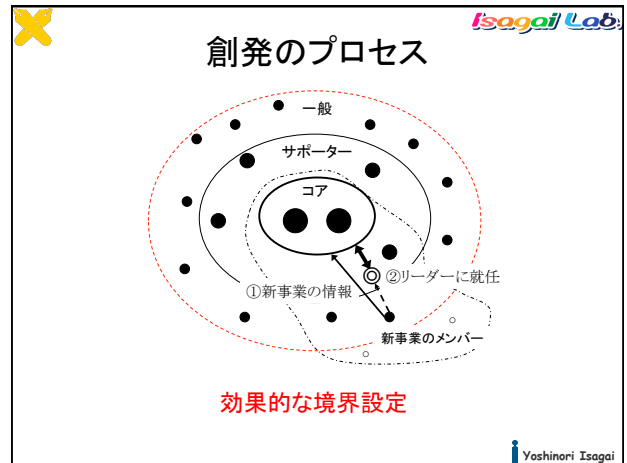 Isagai Lab.
創発のプロセス
一般
サポーター
コア
①新事業の情報
②リーダーに就任
新事業のメンバー
効果的な境界設定
Yoshinori Isagai